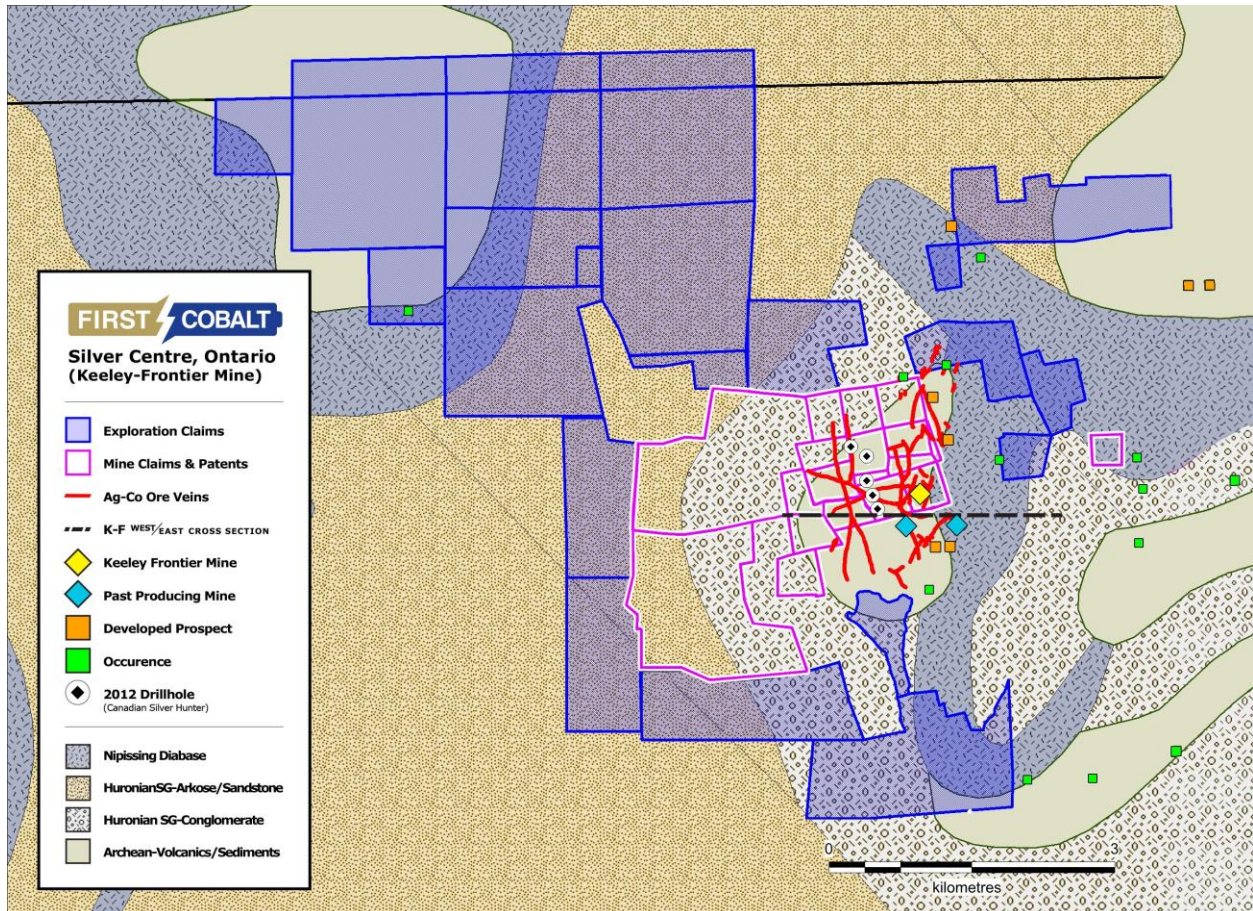 FIRST COBALT
Silver Centre, Ontario
(Keeley-Frontier Mine)
Exploration Claims
Mine Claims & Patents
Ag-Co Ore Veins
K-F WEST/EAST CROSS SECTION
Keeley Frontier Mine
Past Producing Mine
Developed Prospect
Occurence
2012 Drillhole
(Canadian Silver Hunter)
Nipissing Diabase
HuronianSG-Arkose/Sandstone
Huronian SG-Conglomerate
Archean-Volcanics/Sediments
0 3
kilometres